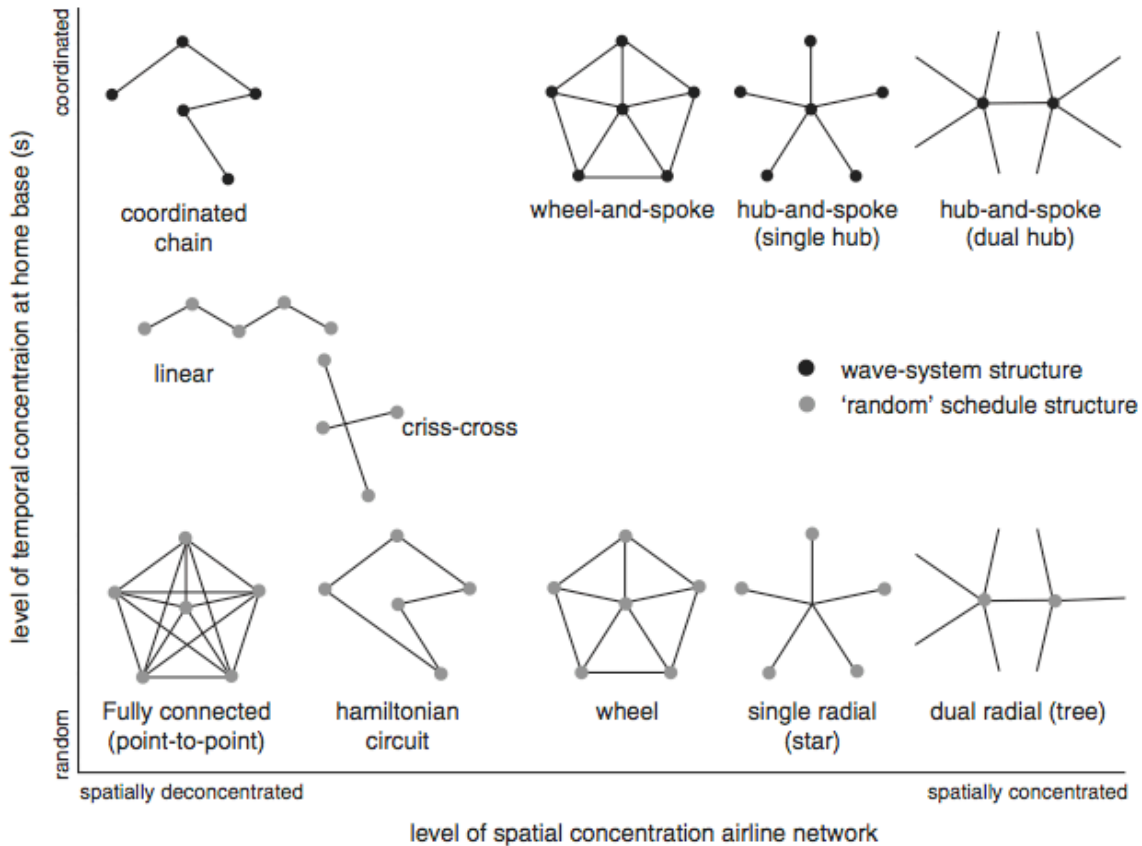 coordinated
level of temporal concentraion at home base (s)
random
coordinated
chain
wheel-and-spoke
hub-and-spoke
(single hub)
hub-and-spoke
(dual hub)
linear
criss-cross
wave-system structure
‘random’ schedule structure
Fully connected
(point-to-point)
hamiltonian
circuit
wheel
single radial
(star)
dual radial (tree)
spatially deconcentrated
spatially concentrated
level of spatial concentration airline network